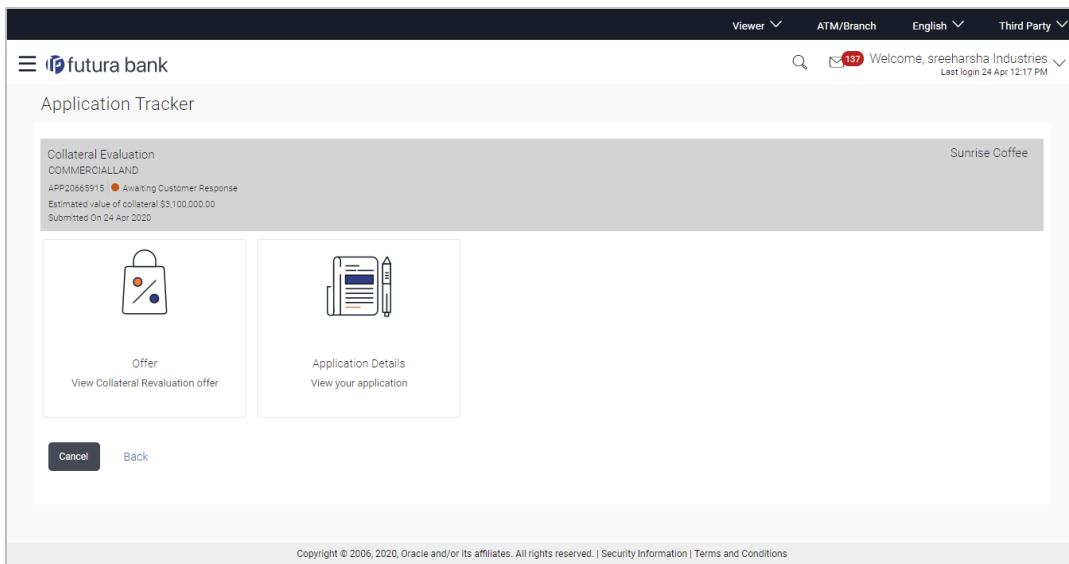 Viewer ATM/Branch English Third Party
futura bank 137 Welcome, sreeharsha Industries
Last login 24 Apr 12:17 PM
Application Tracker
Collateral Evaluation Sunrise Coffee
COMMERCIALLAND
APP20665915 Awaiting Customer Response
Estimated value of collateral $3,100,000.00
Submitted On 24 Apr 2020
Offer
View Collateral Revaluation offer
Application Details
View your application
Cancel Back
Copyright © 2006, 2020, Oracle and/or its affiliates. All rights reserved. | Security Information | Terms and Conditions